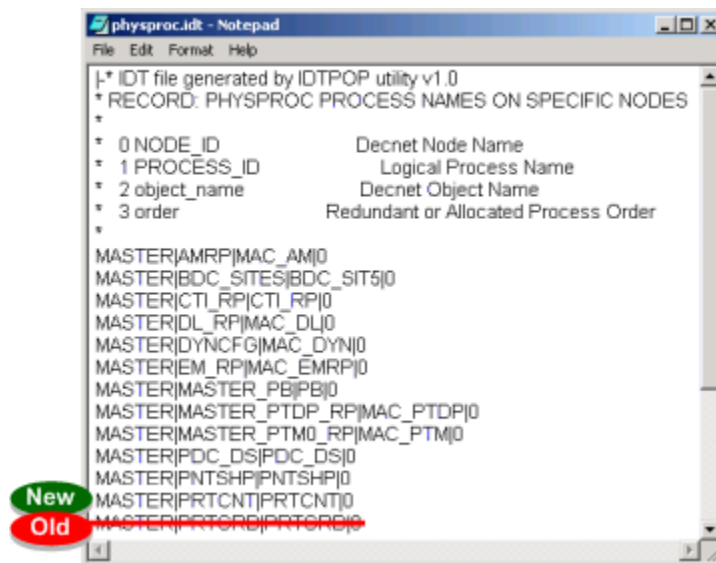 physproc.idt - Notepad
File Edit Format Help
* IDT file generated by IDTPOP utility v1.0
* RECORD: PHYSPROC PROCESS NAMES ON SPECIFIC NODES
*
* 0 NODE_ID Decnet Node Name
* 1 PROCESS_ID Logical Process Name
* 2 object_name Decnet Object Name
* 3 order Redundant or Allocated Process Order
*
MASTER|AMRP|MAC_AM|0
MASTER|BDC_SITES|BDC_SIT5|0
MASTER|CTI_RP|CTI_RP|0
MASTER|DL_RP|MAC_DL|0
MASTER|DYNCFG|MAC_DYN|0
MASTER|EM_RP|MAC_EMRP|0
MASTER|MASTER_PB|PB|0
MASTER|MASTER_PTDP_RP|MAC_PTDP|0
MASTER|MASTER_PTM0_RP|MAC_PTM|0
MASTER|PDC_DS|PDC_DS|0
MASTER|PNTSHP|PNTSHP|0
New MASTER|PRTCNT|PRTCNT|0
Old MASTER|PRTCRD|PRTCRD|0